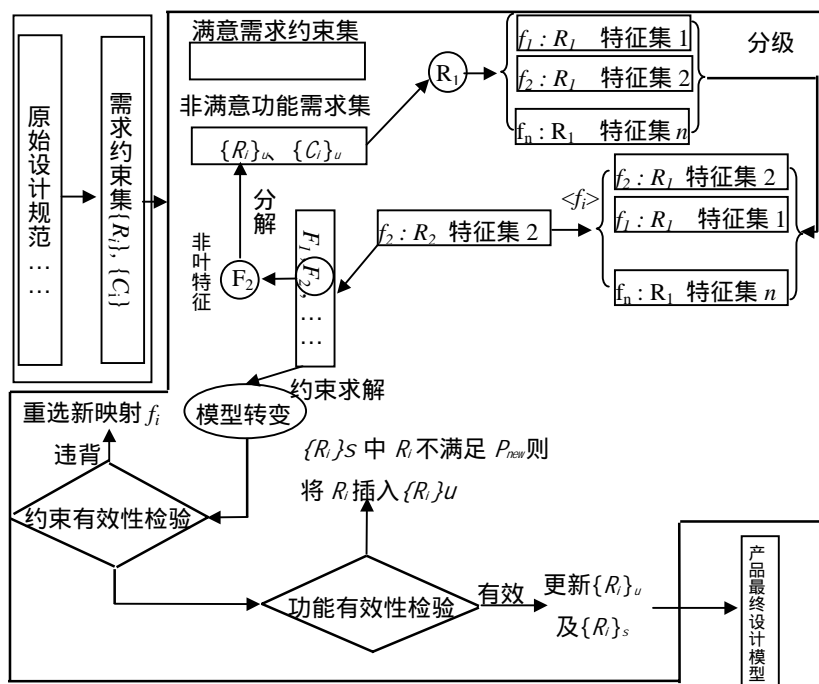 原始设计规范……
需求约束集{Ri}, {Ci}
满意需求约束集
非满意功能需求集
{Ri}u、{Ci}u
R1
f1 : R1 特征集 1
f2 : R1 特征集 2
fn : R1 特征集 n
分级
<fi>
f2 : R1 特征集 2
f1 : R1 特征集 1
fn : R1 特征集 n
f2 : R2 特征集 2
F1, F2, ……
F2
分解
非叶特征
约束求解
模型转变
重选新映射 fi
违背
约束有效性检验
{Ri}s 中 Ri 不满足 Pnew则
将 Ri 插入{Ri}u
功能有效性检验
有效
更新{Ri}u
及{Ri}s
产品最终设计模型